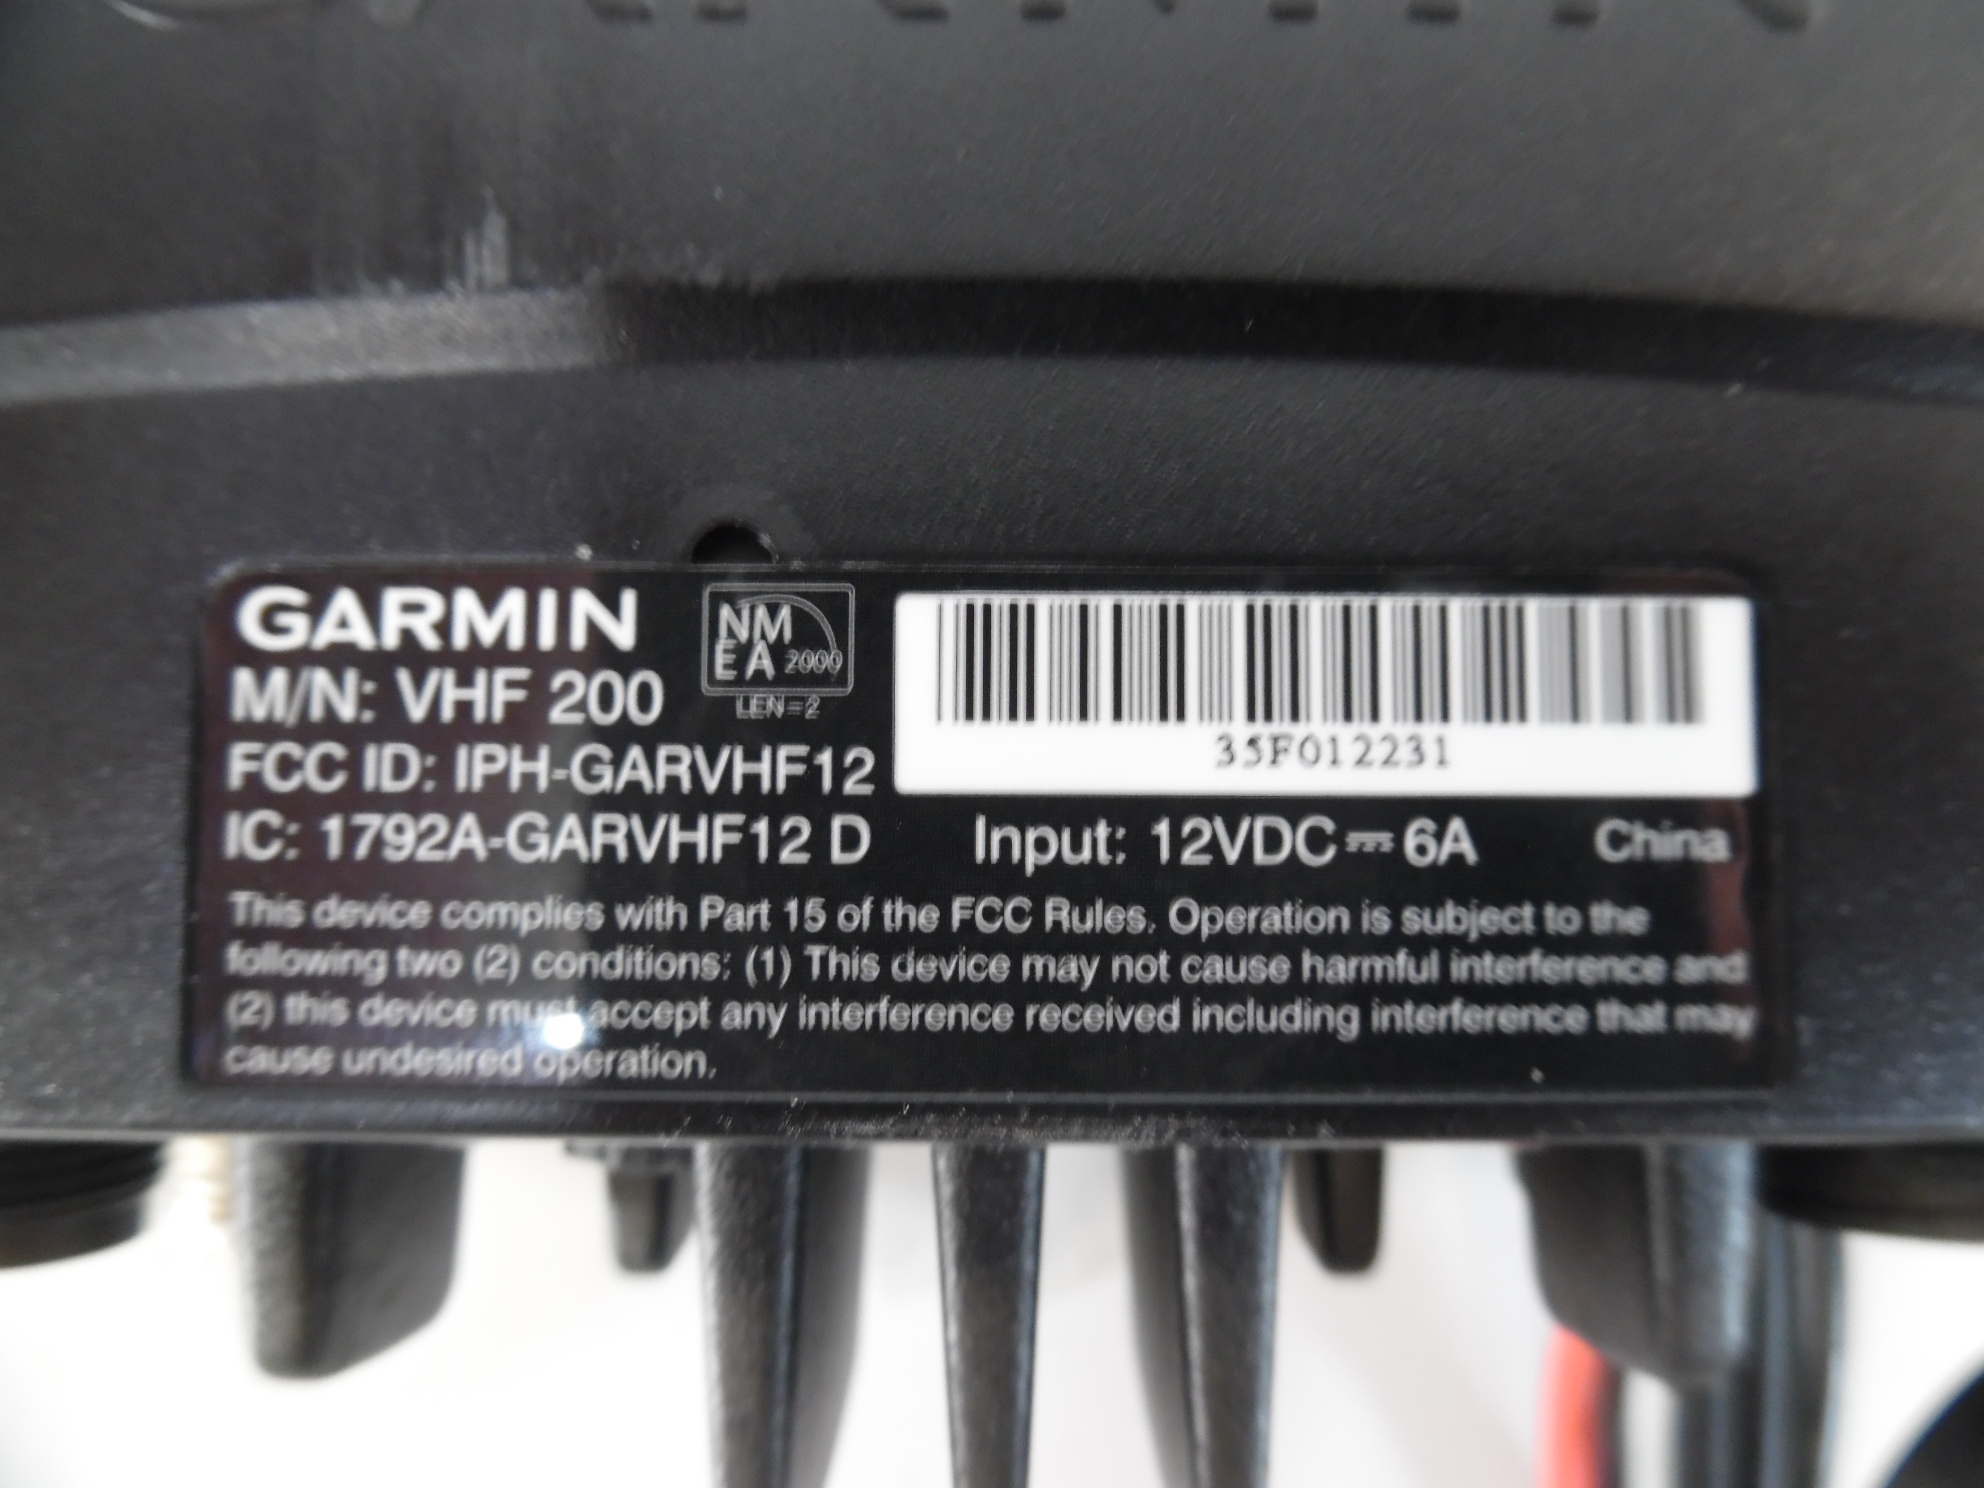 GARMIN
NM
EA 2000
LEN=2
M/N: VHF 200
FCC ID: IPH-GARVHF12
35F012231
IC: 1792A-GARVHF12 D Input: 12VDC⎓6A China
This device complies with Part 15 of the FCC Rules. Operation is subject to the
following two (2) conditions: (1) This device may not cause harmful interference and
(2) this device must accept any interference received including interference that may
cause undesired operation.